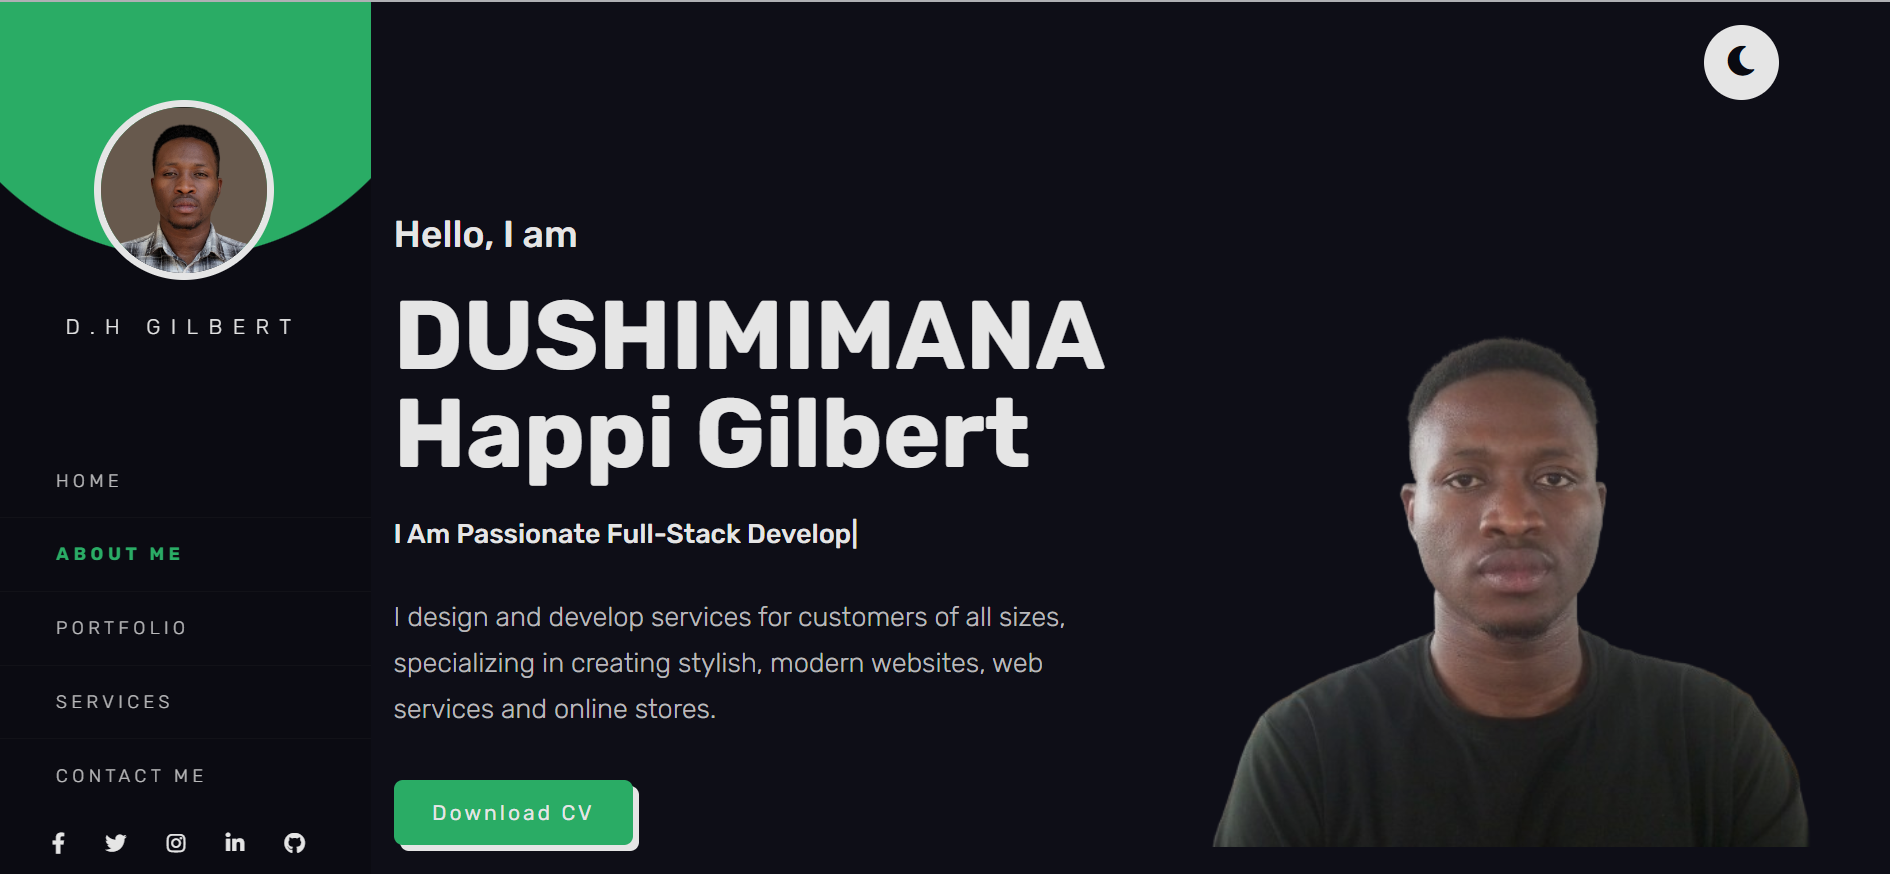 D.H GILBERT
HOME
ABOUT ME
PORTFOLIO
SERVICES
CONTACT ME
Hello, I am
DUSHIMIMANA
Happi Gilbert
I Am Passionate Full-Stack Develop|
I design and develop services for customers of all sizes,
specializing in creating stylish, modern websites, web
services and online stores.
Download CV